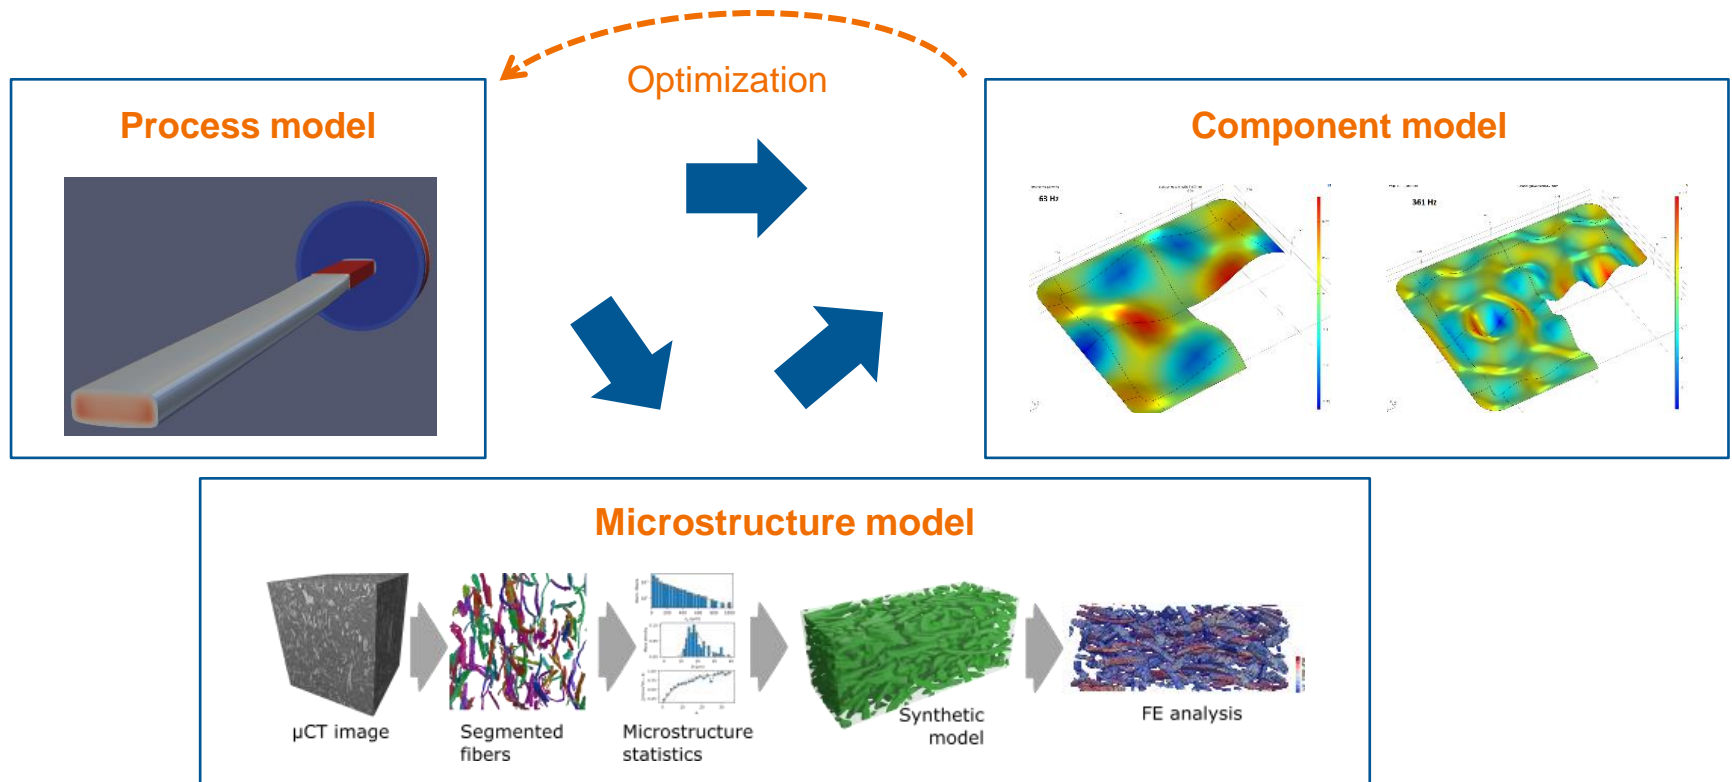 Optimization
Process model
Component model
63 Hz
361 Hz
Microstructure model
µCT image
Segmented
fibers
Microstructure
statistics
Synthetic
model
FE analysis